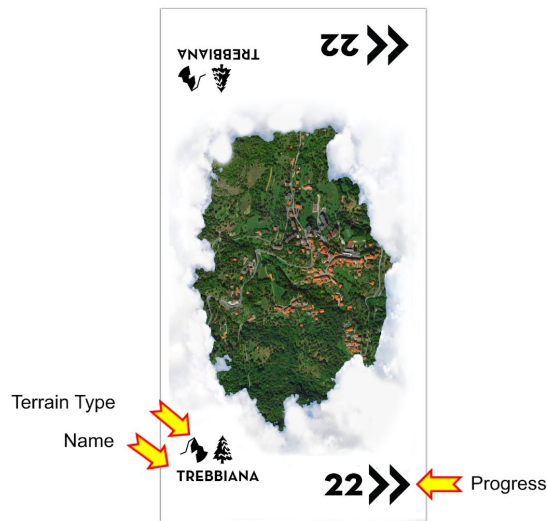 22
TREBBIANA
Terrain Type
Name
TREBBIANA
22
Progress